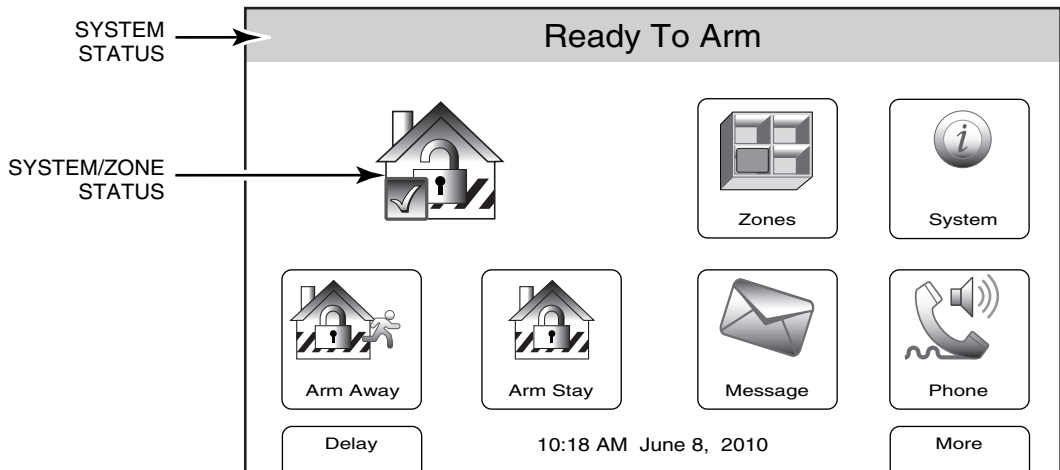 SYSTEM
STATUS
Ready To Arm
SYSTEM/ZONE
STATUS
i
Zones
System
Arm Away
Arm Stay
Message
Phone
Delay
10:18 AM June 8, 2010
More